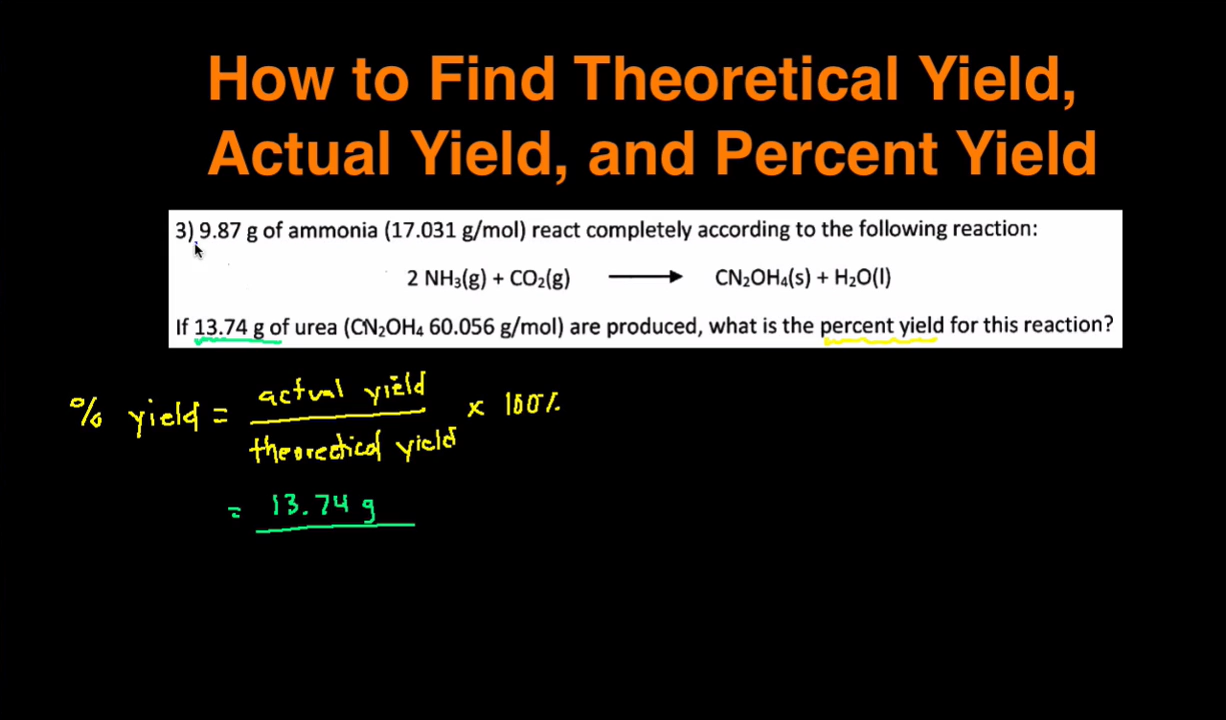 How to Find Theoretical Yield,
Actual Yield, and Percent Yield
3) 9.87 g of ammonia (17.031 g/mol) react completely according to the following reaction:
2 NH₃(g) + CO₂(g) ⟶ CN₂OH₄(s) + H₂O(l)
If 13.74 g of urea (CN₂OH₄ 60.056 g/mol) are produced, what is the percent yield for this reaction?
% yield = actual yield
theorectical yield × 100%
= 13.74 g